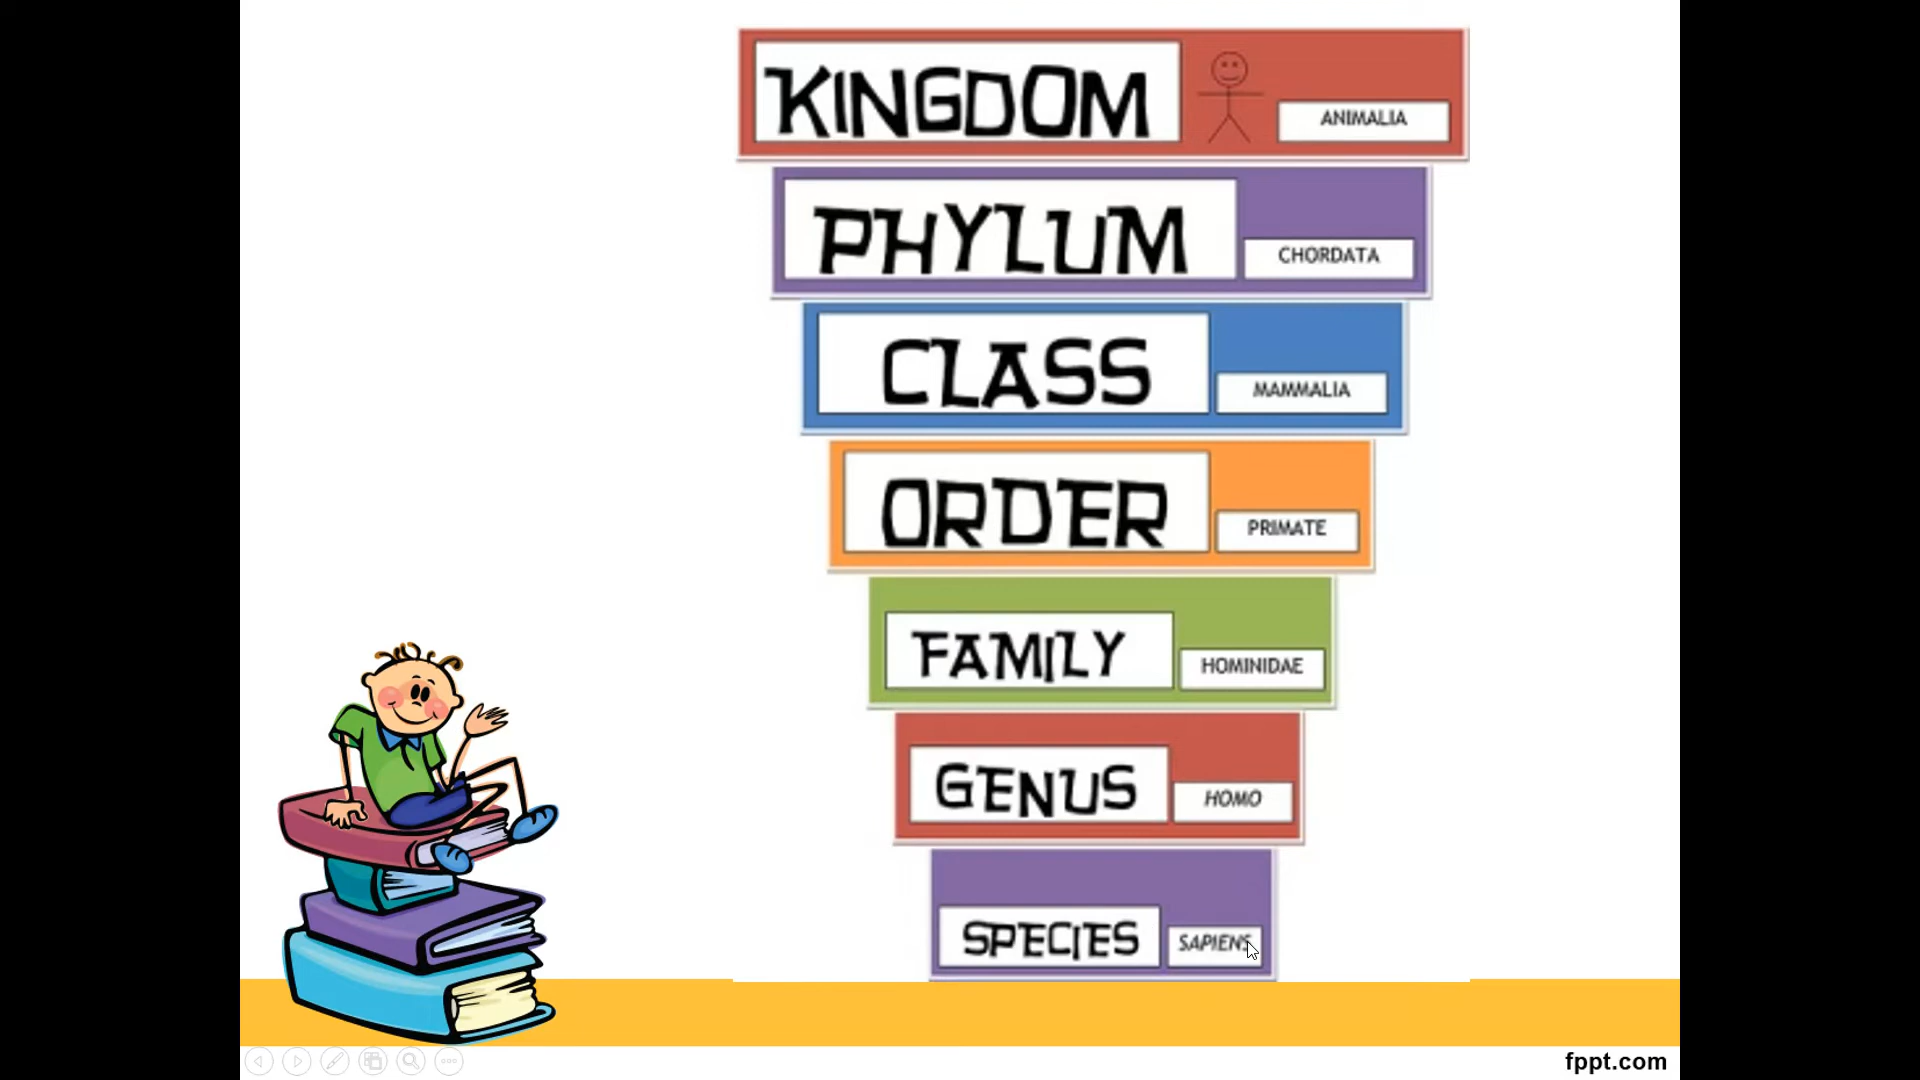 KINGDOM
ANIMALIA
PHYLUM
CHORDATA
CLASS
MAMMALIA
ORDER
PRIMATE
FAMILY
HOMINIDAE
GENUS
HOMO
SPECIES
SAPIENS
fppt.com